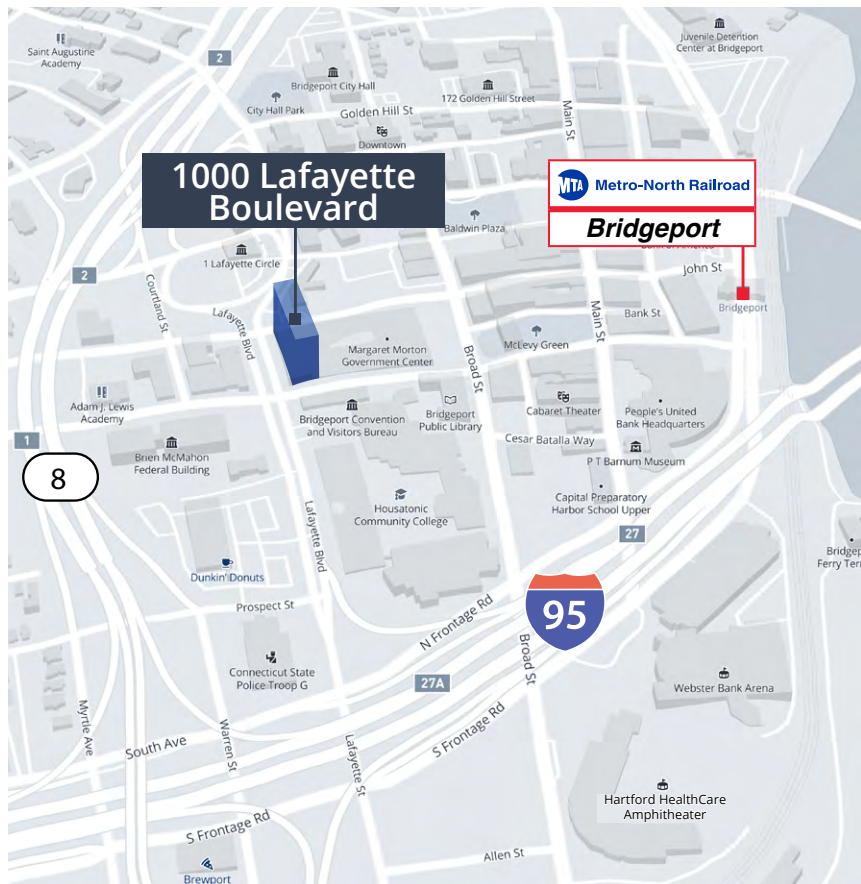 Saint Augustine
Academy
2
2
Bridgeport City Hall
City Hall Park
Golden Hill St
172 Golden Hill Street
Main St
Juvenile Detention
Center at Bridgeport
Downtown
1000 Lafayette
Boulevard
MTA Metro-North Railroad
Bridgeport
Baldwin Plaza
1 Lafayette Circle
2
Courtland St
Lafayette Blvd
John St
Bank St
Bridgeport
Main St
McLevy Green
Margaret Morton
Government Center
Broad St
Adam J. Lewis
Academy
Bridgeport Convention
and Visitors Bureau
Bridgeport
Public Library
Cabaret Theater
People's United
Bank Headquarters
Cesar Batalla Way
1
8
Brien McMahon
Federal Building
P T Barnum Museum
Housatonic
Community College
Capital Preparatory
Harbor School Upper
Lafayette Blvd
27
Bridgep
Ferry Terr
Dunkin' Donuts
Prospect St
N Frontage Rd
95
Broad St
Connecticut State
Police Troop G
27A
Webster Bank Arena
Myrtle Ave
South Ave
Warren St
Lafayette St
S Frontage Rd
Hartford HealthCare
Amphitheater
S Frontage Rd
Allen St
Brewport